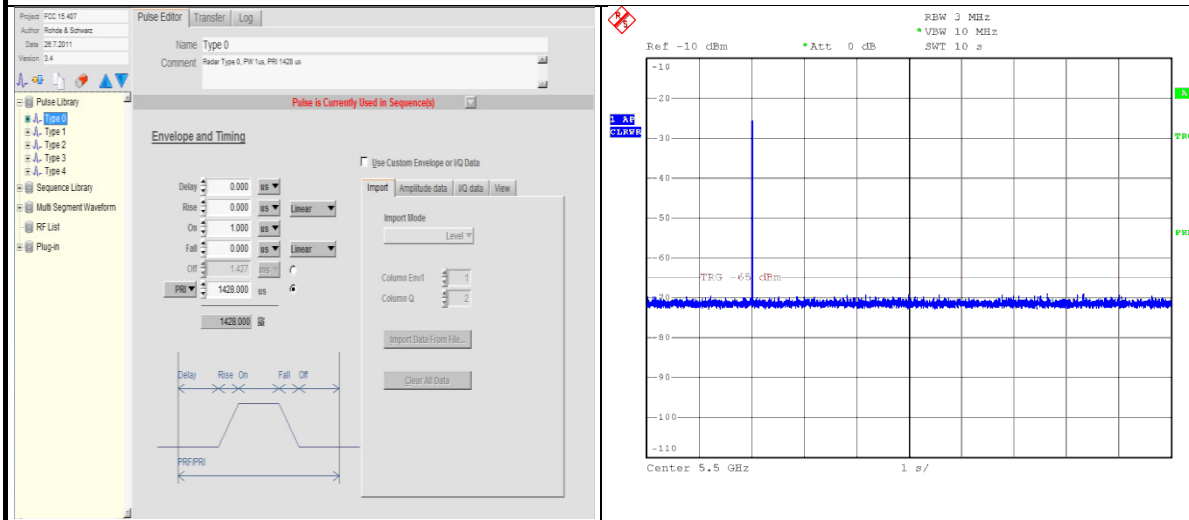 Project FCC 15.407
Author Rohde & Schwarz
Date 26.7.2011
Version 3.4
Pulse Library
Type 0
Type 1
Type 2
Type 3
Type 4
Sequence Library
Multi Segment Waveform
RF List
Plug-in
Pulse Editor Transfer Log
Name Type 0
Comment Radar Type 0, PW 1us, PRI 1428 us
Pulse is Currently Used in Sequence(s)
Envelope and Timing
Use Custom Envelope or I/Q Data
Delay 0.000 us
Rise 0.000 us Linear
On 1.000 us
Fall 0.000 us Linear
Off 1.427 ms
PRI 1428.000 us
1428.000
Import Amplitude data I/Q data View
Import Mode
Level
Column Env/I 1
Column Q 2
Import Data From File...
Clear All Data
Delay Rise On Fall Off
PRF/PRI
R S
RBW 3 MHz
* VBW 10 MHz
Ref -10 dBm * Att 0 dB SWT 10 s
-10
-20
A
1 AP
CLRWR
-30
TRG
-40
-50
-60
TRG -65 dBm
-70
-80
-90
-100
-110
Center 5.5 GHz 1 s/